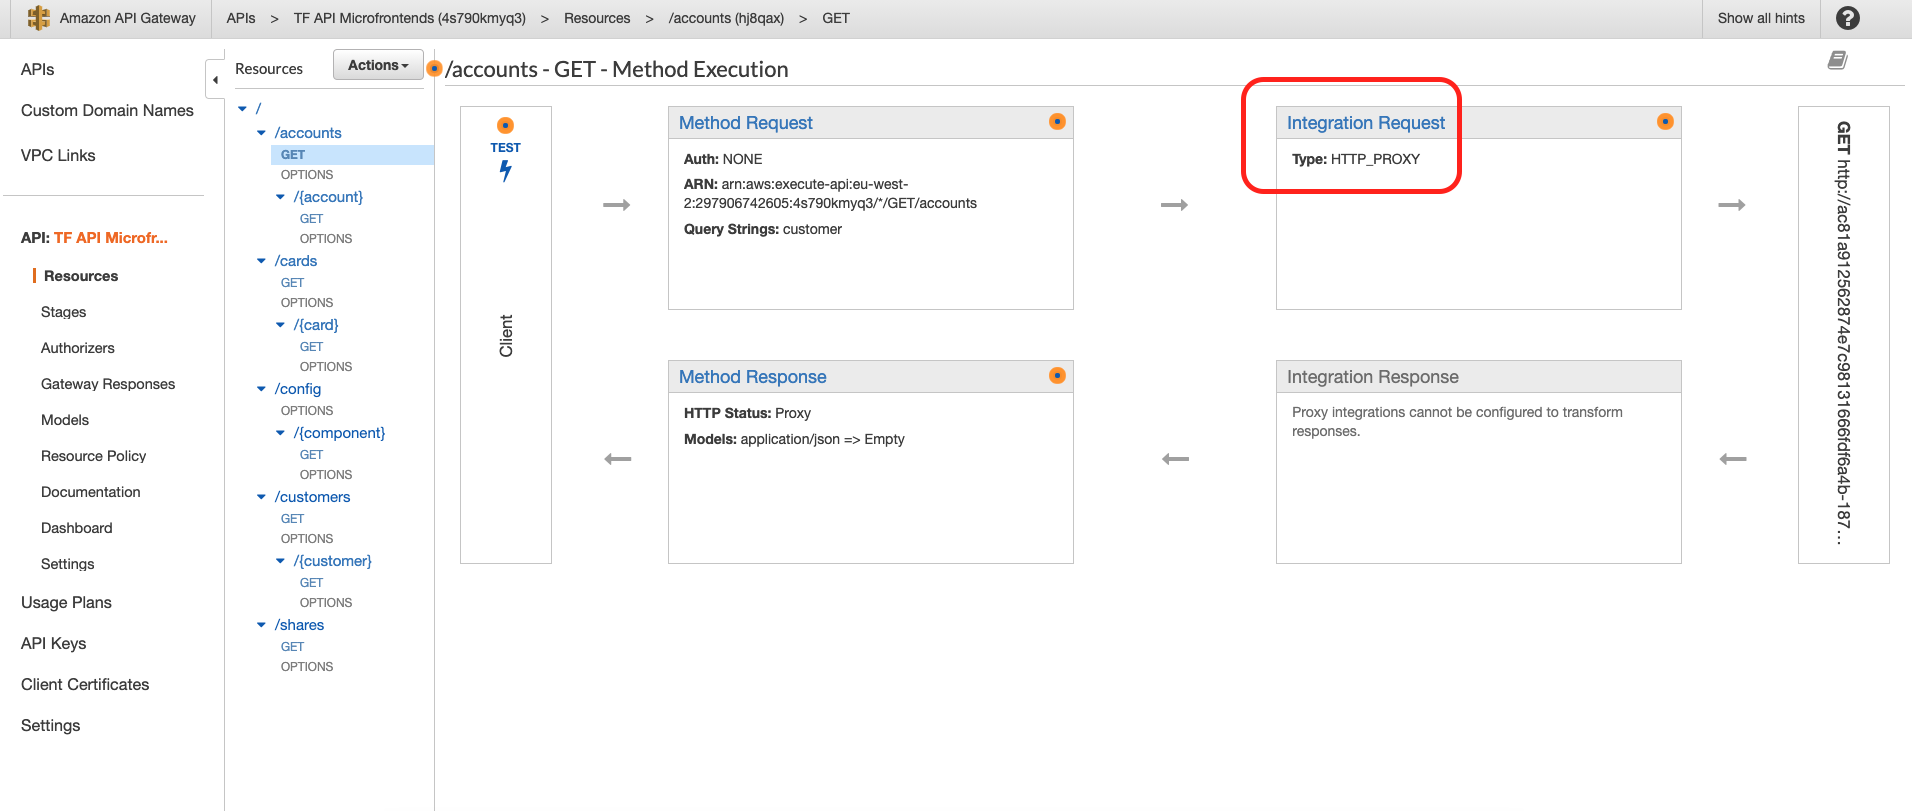 Amazon API Gateway
APIs > TF API Microfrontends (4s790kmyq3) > Resources > /accounts (hj8qax) > GET
Show all hints
?
APIs
Custom Domain Names
VPC Links
API: TF API Microfr...
Resources
Stages
Authorizers
Gateway Responses
Models
Resource Policy
Documentation
Dashboard
Settings
Usage Plans
API Keys
Client Certificates
Settings
Resources
Actions
/
/accounts
GET
OPTIONS
/{account}
GET
OPTIONS
/cards
GET
OPTIONS
/{card}
GET
OPTIONS
/config
OPTIONS
/{component}
GET
OPTIONS
/customers
GET
OPTIONS
/{customer}
GET
OPTIONS
/shares
GET
OPTIONS
/accounts - GET - Method Execution
TEST
Client
Method Request
Auth: NONE
ARN: arn:aws:execute-api:eu-west-
2:297906742605:4s790kmyq3/*/GET/accounts
Query Strings: customer
Integration Request
Type: HTTP_PROXY
Method Response
HTTP Status: Proxy
Models: application/json => Empty
Integration Response
Proxy integrations cannot be configured to transform
responses.
GET http://ac81a912562874e7c98131666fdf6a4b-187...